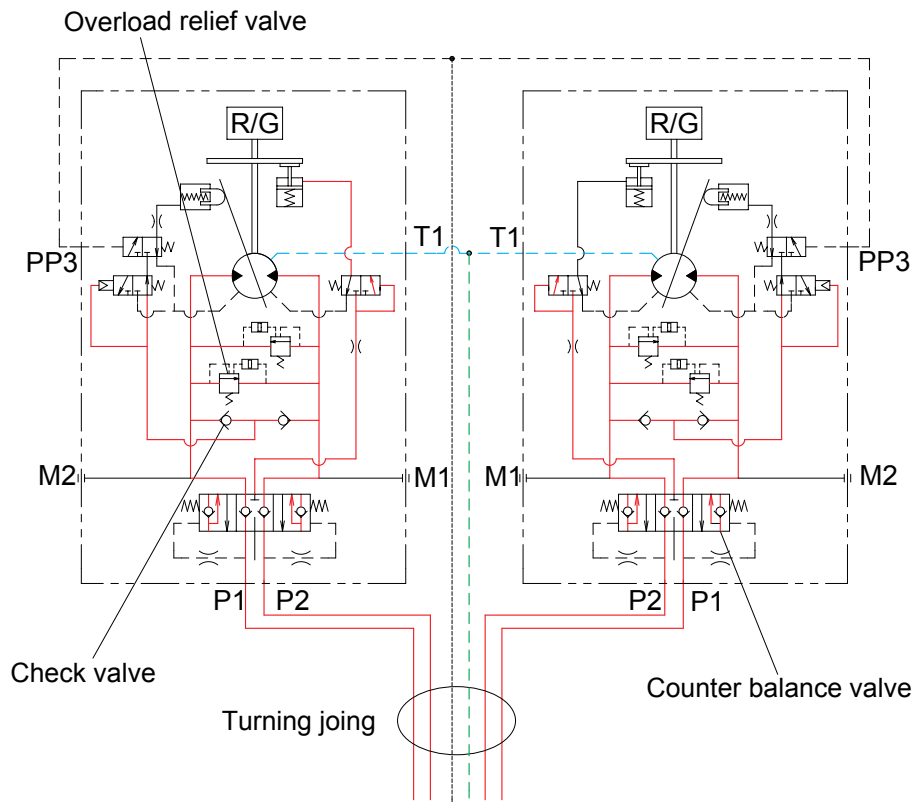 Overload relief valve
R/G
R/G
T1
T1
PP3
PP3
M2
M1
M1
M2
P1
P2
P2
P1
Check valve
Counter balance valve
Turning joing